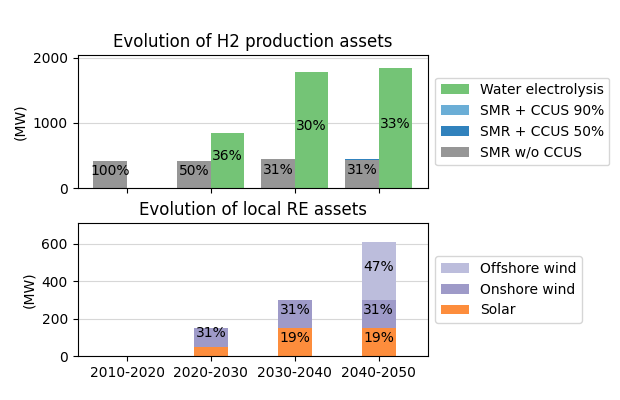 Evolution of H2 production assets
2000
1000
0
(MW)
100%
50%
36%
31%
30%
31%
33%
Water electrolysis
SMR + CCUS 90%
SMR + CCUS 50%
SMR w/o CCUS
Evolution of local RE assets
600
400
200
0
(MW)
31%
31%
19%
47%
31%
19%
Offshore wind
Onshore wind
Solar
2010-2020
2020-2030
2030-2040
2040-2050